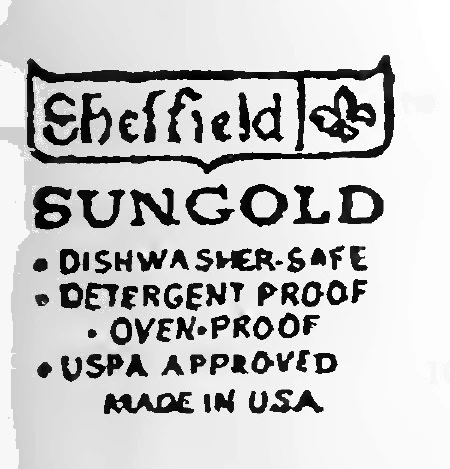 Sheffield
SUNGOLD
• DISHWASHER-SAFE
• DETERGENT PROOF
• OVEN-PROOF
• USPA APPROVED
MADE IN USA